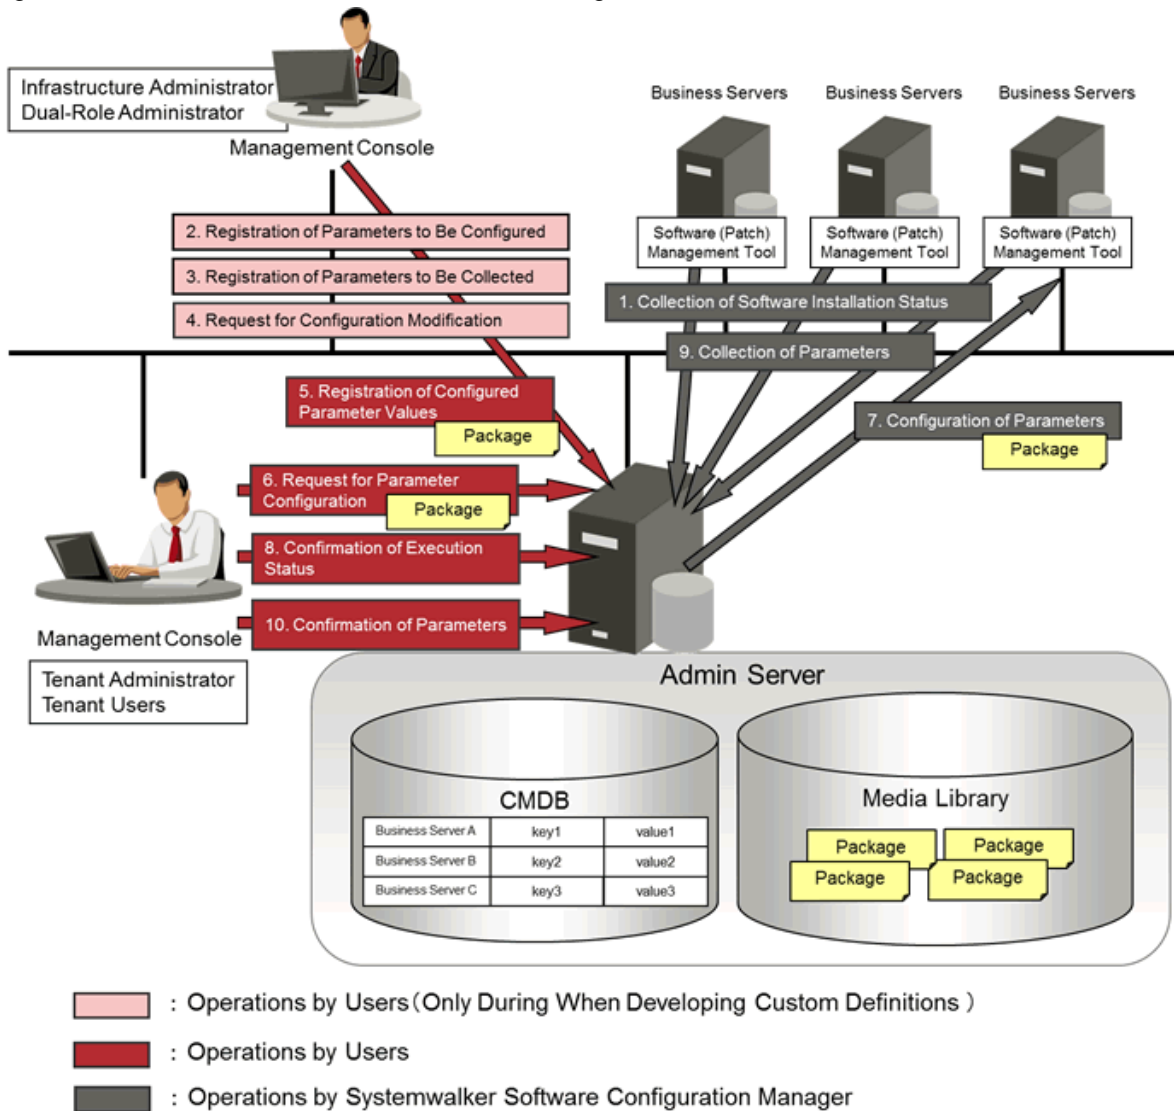 Infrastructure Administrator
Dual-Role Administrator
Management Console
Business Servers
Business Servers
Business Servers
Software (Patch)
Management Tool
Software (Patch)
Management Tool
Software (Patch)
Management Tool
2. Registration of Parameters to Be Configured
3. Registration of Parameters to Be Collected
4. Request for Configuration Modification
1. Collection of Software Installation Status
9. Collection of Parameters
5. Registration of Configured
Parameter Values
Package
7. Configuration of Parameters
Package
6. Request for Parameter
Configuration
Package
8. Confirmation of Execution
Status
10. Confirmation of Parameters
Management Console
Tenant Administrator
Tenant Users
Admin Server
CMDB
Business Server A key1 value1
Business Server B key2 value2
Business Server C key3 value3
Media Library
Package
Package
Package
Package
: Operations by Users（Only During When Developing Custom Definitions ）
: Operations by Users
: Operations by Systemwalker Software Configuration Manager